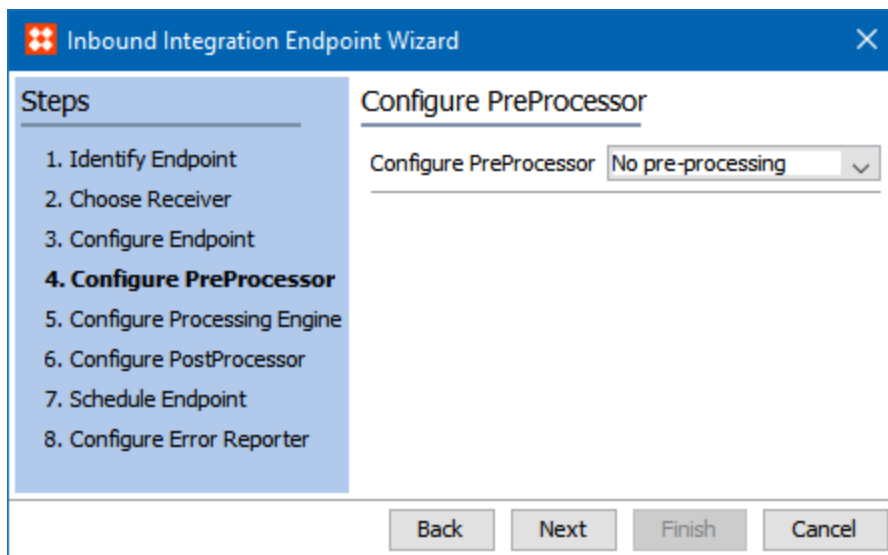 Inbound Integration Endpoint Wizard
Steps
1. Identify Endpoint
2. Choose Receiver
3. Configure Endpoint
4. Configure PreProcessor
5. Configure Processing Engine
6. Configure PostProcessor
7. Schedule Endpoint
8. Configure Error Reporter
Configure PreProcessor
Configure PreProcessor No pre-processing
Back Next Finish Cancel